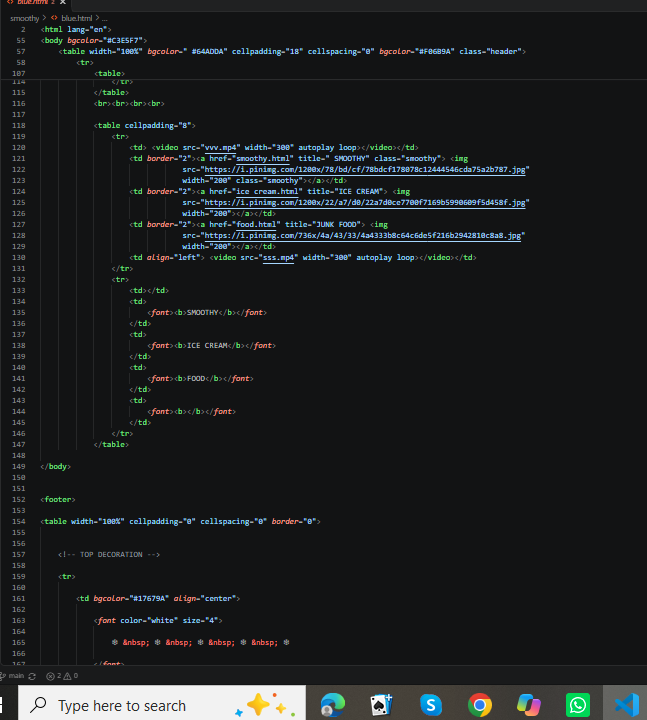 blue.html 2
smoothy > blue.html > ...
2 <html lang="en">
56 <body bgcolor="#C3E5F7">
57 <table width="100%" bgcolor=" #64ADDA" cellpadding="18" cellspacing="0" bgcolor="#F06B9A" class="header">
58 <tr>
107 <table>
114 </tr>
115 </table>
116 <br><br><br><br>
117
118 <table cellpadding="8">
119 <tr>
120 <td> <video src="vvv.mp4" width="300" autoplay loop></video></td>
121 <td border="2"><a href="smoothy.html" title=" SMOOTHY" class="smoothy"> <img
122 src="https://i.pinimg.com/1200x/78/bd/cf/78bdcf178078c12444546cda75a2b787.jpg"
123 width="200" class="smoothy"></a></td>
124 <td border="2"><a href="ice cream.html" title="ICE CREAM"> <img
125 src="https://i.pinimg.com/1200x/22/a7/d0/22a7d0ce7700f7169b5990609f5d458f.jpg"
126 width="200"></a></td>
127 <td border="2"><a href="food.html" title="JUNK FOOD"> <img
128 src="https://i.pinimg.com/736x/4a/43/33/4a4333b8c64c6de5f216b2942810c8a8.jpg"
129 width="200"></a></td>
130 <td align="left"> <video src="sss.mp4" width="300" autoplay loop></video></td>
131 </tr>
132 <tr>
133 <td></td>
134 <td>
135 <font><b>SMOOTHY</b></font>
136 </td>
137 <td>
138 <font><b>ICE CREAM</b></font>
139 </td>
140 <td>
141 <font><b>FOOD</b></font>
142 </td>
143 <td>
144 <font><b></b></font>
145 </td>
146 </tr>
147 </table>
148
149 </body>
150
151
152 <footer>
153
154 <table width="100%" cellpadding="0" cellspacing="0" border="0">
155
156
157 <!-- TOP DECORATION -->
158
159 <tr>
160
161 <td bgcolor="#17679A" align="center">
162
163 <font color="white" size="4">
164
165 ❄ &nbsp; ❄ &nbsp; ❄ &nbsp; ❄ &nbsp; ❄
166
167 </font>
main 2 0
Type here to search